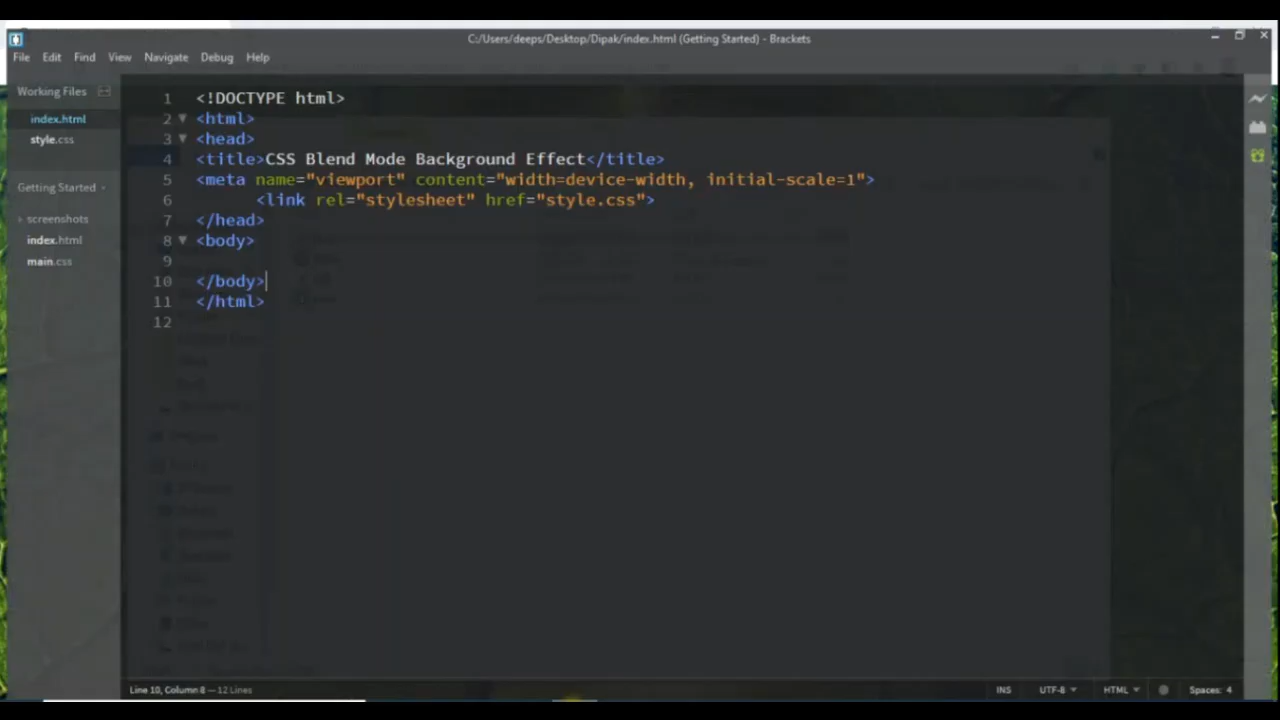 C:/Users/deeps/Desktop/Dipak/index.html (Getting Started) - Brackets
File Edit Find View Navigate Debug Help
Working Files
index.html
style.css
Getting Started
screenshots
index.html
main.css
1 <!DOCTYPE html>
2 <html>
3 <head>
4 <title>CSS Blend Mode Background Effect</title>
5 <meta name="viewport" content="width=device-width, initial-scale=1">
6 <link rel="stylesheet" href="style.css">
7 </head>
8 <body>
9
10 </body>
11 </html>
12
Line 10, Column 8 — 12 Lines
INS UTF-8 HTML Spaces: 4